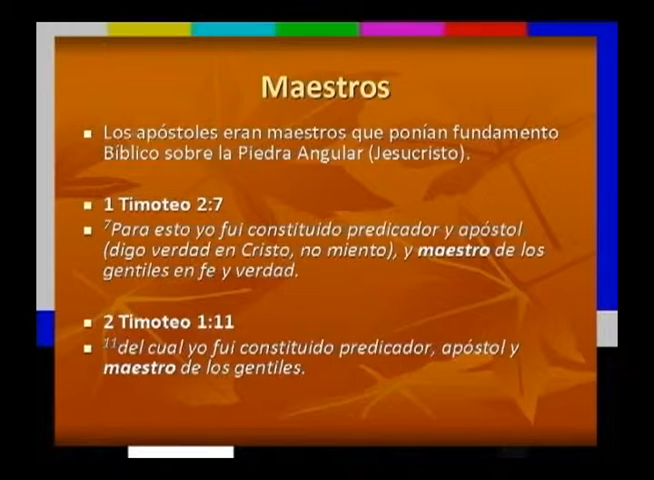 Maestros
Los apóstoles eran maestros que ponían fundamento
Bíblico sobre la Piedra Angular (Jesucristo).
1 Timoteo 2:7
7Para esto yo fui constituido predicador y apóstol
(digo verdad en Cristo, no miento), y maestro de los
gentiles en fe y verdad.
2 Timoteo 1:11
11del cual yo fui constituido predicador, apóstol y
maestro de los gentiles.